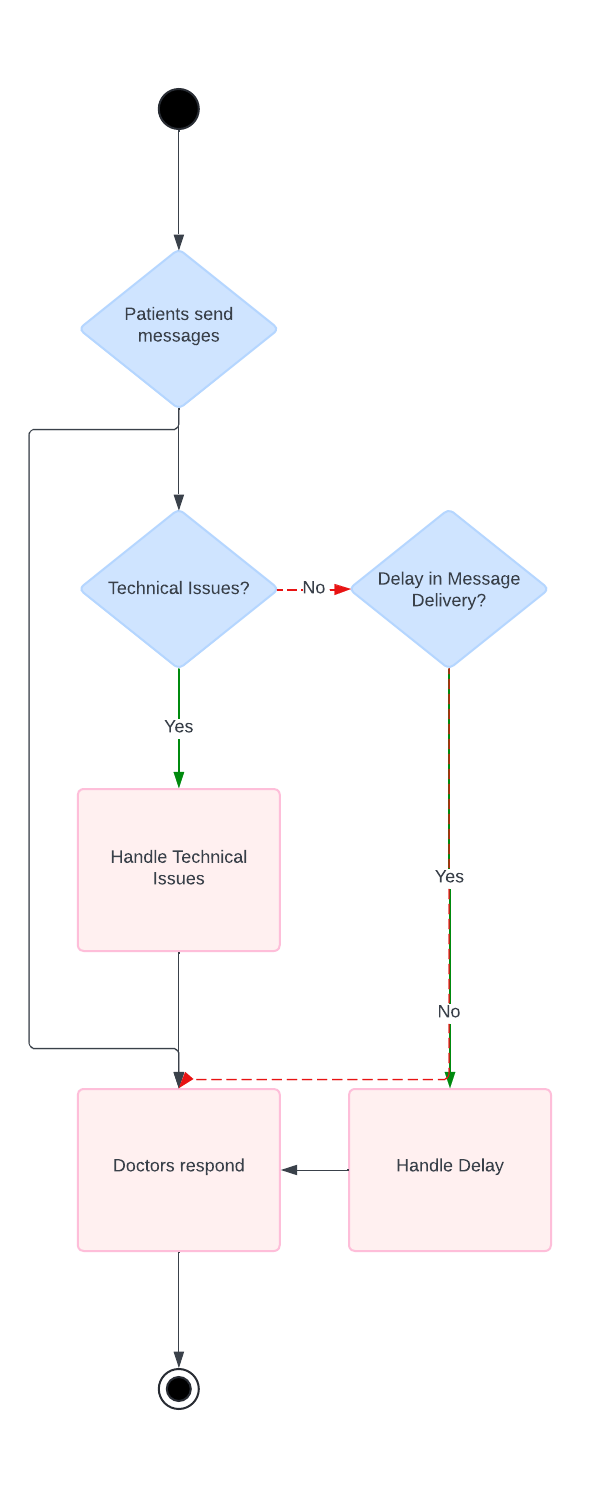 Patients send
messages
Technical Issues?
No
Delay in Message
Delivery?
Yes
Handle Technical
Issues
Yes
No
Doctors respond
Handle Delay